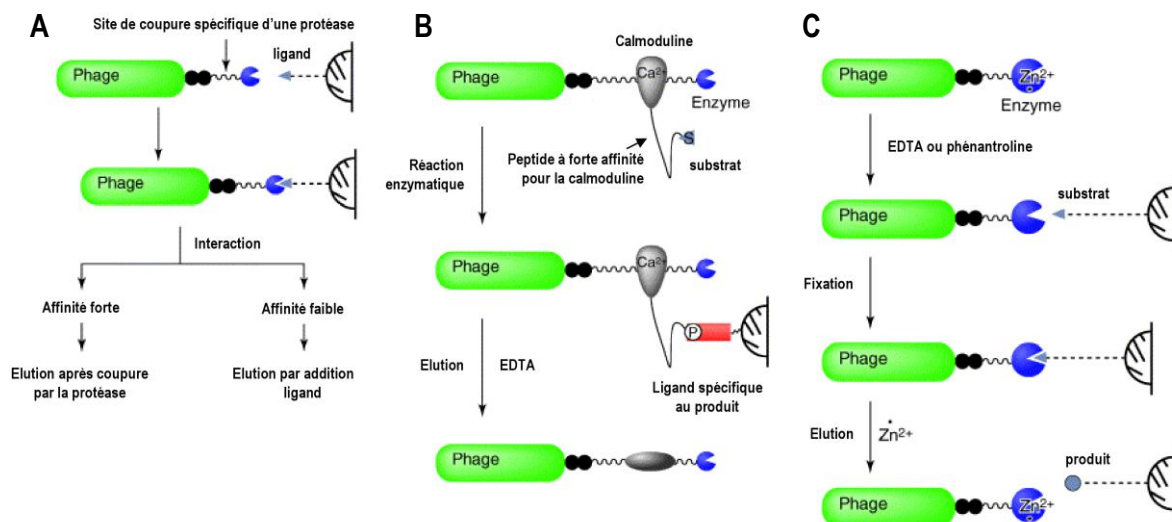 A
Site de coupure spécifique d'une protéase
Phage
ligand
Phage
Interaction
Affinité forte
Affinité faible
Elution après coupure
par la protéase
Elution par addition
ligand
B
Calmoduline
Phage
Ca2+
Enzyme
Réaction
enzymatique
Peptide à forte affinité
pour la calmoduline
S
substrat
Phage
Ca2+
P
Elution
EDTA
Ligand spécifique
au produit
Phage
C
Phage
Zn2+
Enzyme
EDTA ou phénantroline
Phage
substrat
Fixation
Phage
Elution
Zn2+
produit
Phage
Zn2+